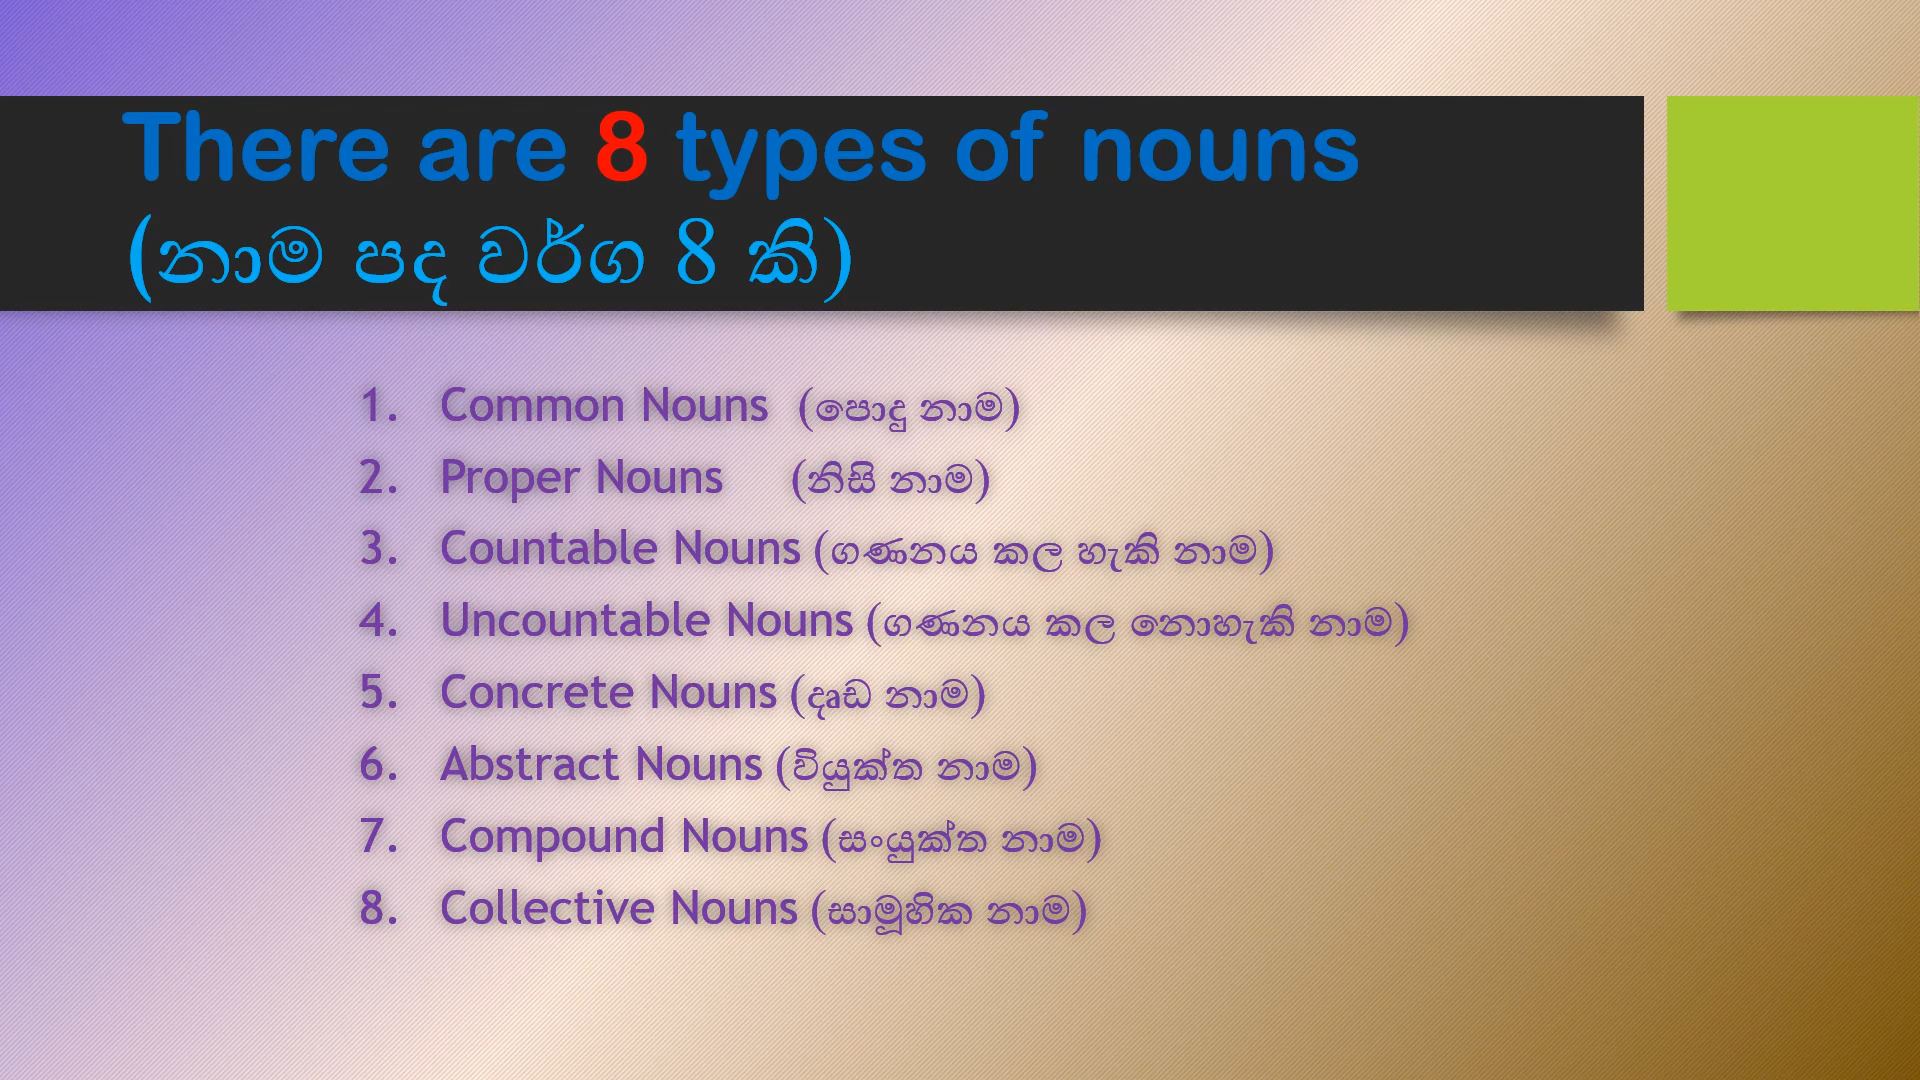 There are 8 types of nouns
(නාම පද වර්ග 8 කි)
1. Common Nouns (පොදු නාම)
2. Proper Nouns (නිසි නාම)
3. Countable Nouns (ගණනය කල හැකි නාම)
4. Uncountable Nouns (ගණනය කල නොහැකි නාම)
5. Concrete Nouns (දෘඩ නාම)
6. Abstract Nouns (වියුක්ත නාම)
7. Compound Nouns (සංයුක්ත නාම)
8. Collective Nouns (සාමූහික නාම)